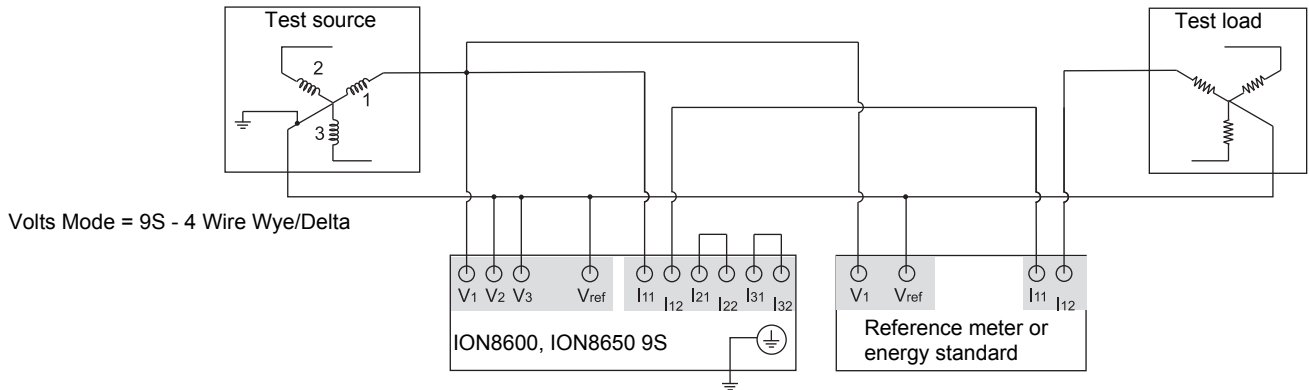 Test source
Test load
2
1
3
Volts Mode = 9S - 4 Wire Wye/Delta
V1 V2 V3 Vref I11 I12 I21 I22 I31 I32
V1 Vref I11 I12
ION8600, ION8650 9S
Reference meter or
energy standard